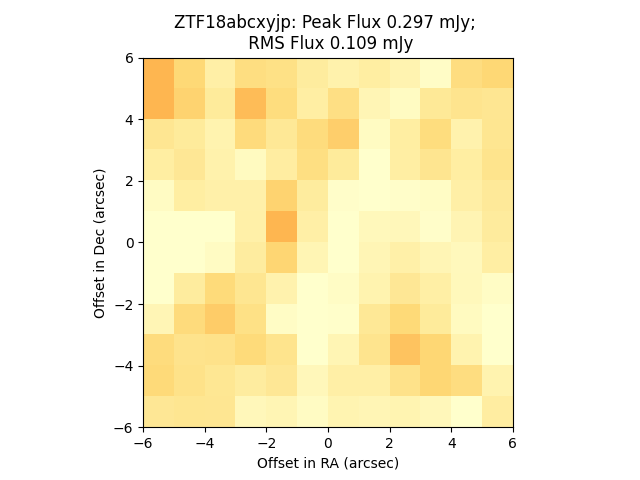 ZTF18abcxyjp: Peak Flux 0.297 mJy;
RMS Flux 0.109 mJy
6
4
2
0
−2
−4
−6
Offset in Dec (arcsec)
−6 −4 −2 0 2 4 6
Offset in RA (arcsec)